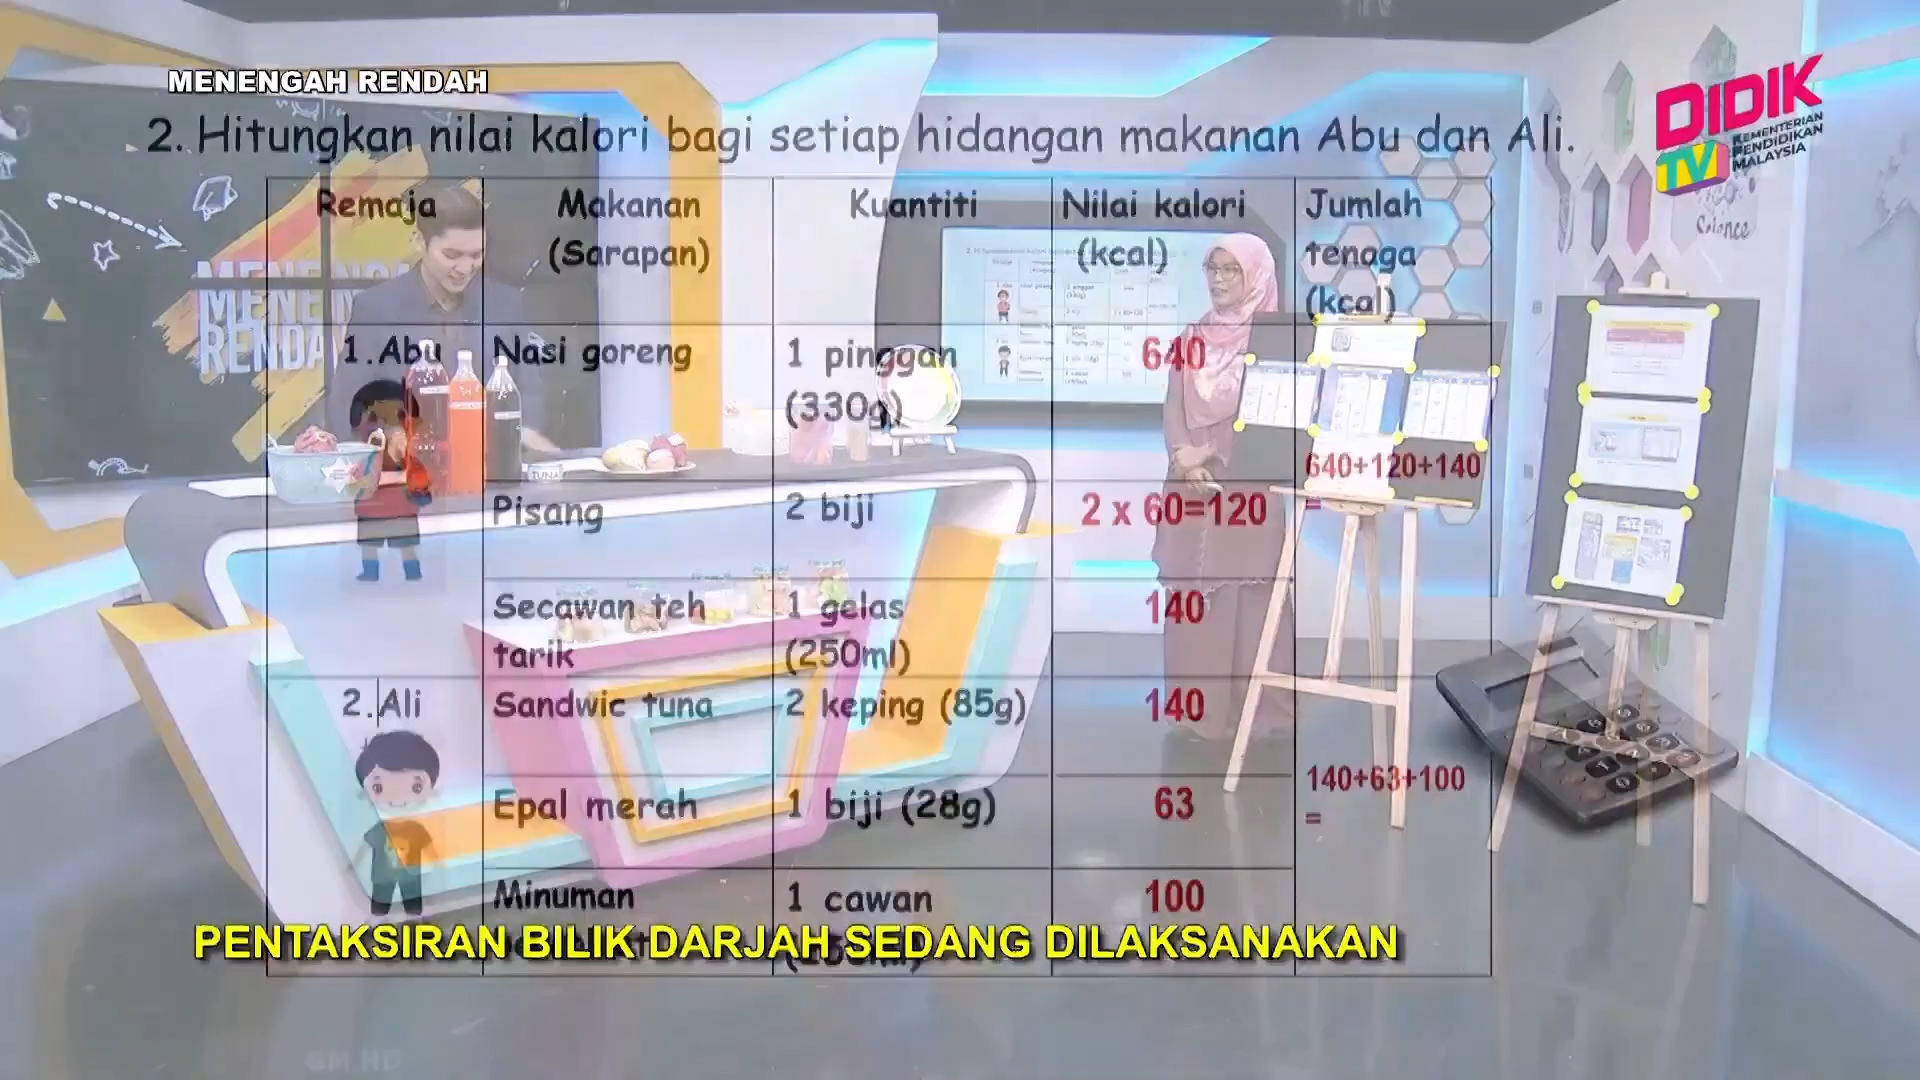 MENENGAH RENDAH
DIDIK
TV
KEMENTERIAN
PENDIDIKAN
MALAYSIA
2. Hitungkan nilai kalori bagi setiap hidangan makanan Abu dan Ali.
Remaja
Makanan
(Sarapan)
Kuantiti
Nilai kalori
(kcal)
Jumlah
tenaga
(kcal)
1.Abu
Nasi goreng
1 pinggan
(330g)
640
640+120+140
=
Pisang
2 biji
2 x 60=120
Secawan teh
tarik
1 gelas
(250ml)
140
2.Ali
Sandwic tuna
2 keping (85g)
140
140+63+100
=
Epal merah
1 biji (28g)
63
Minuman
1 cawan
100
PENTAKSIRAN BILIK DARJAH SEDANG DILAKSANAKAN
MENENGAH
RENDAH
TUNA
Science